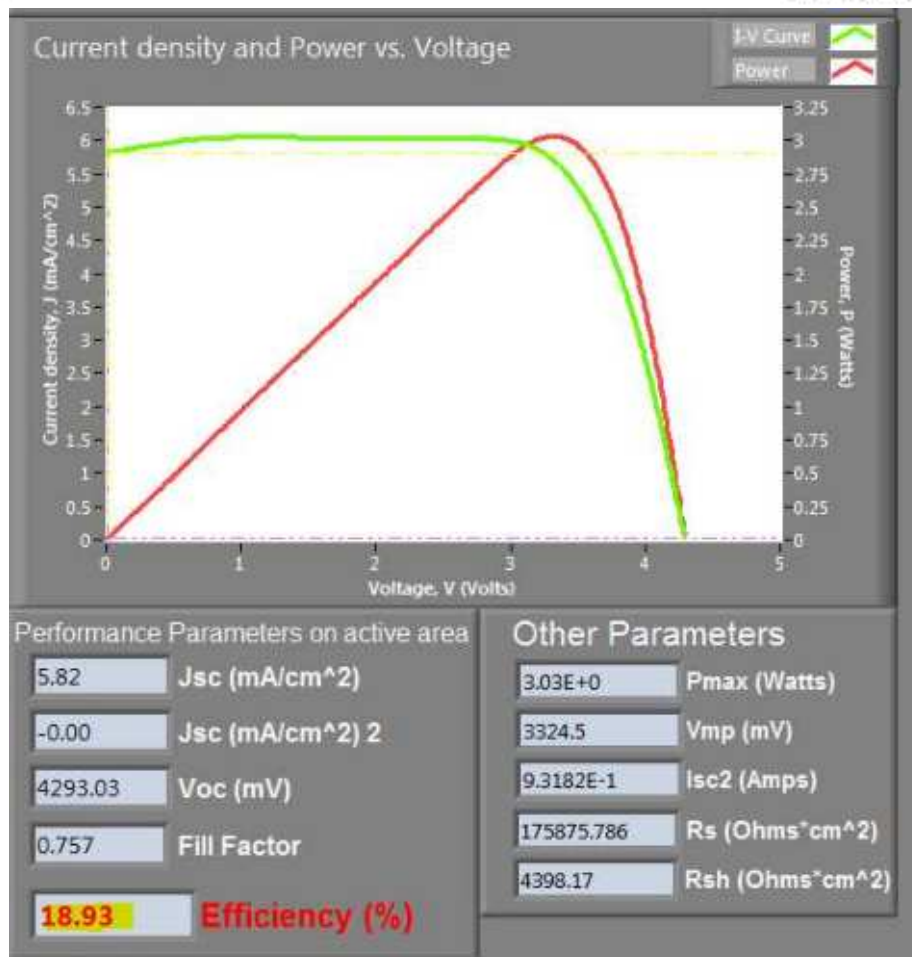 Current density and Power vs. Voltage
I-V Curve
Power
6.5
6
5.5
5
4.5
4
3.5
3
2.5
2
1.5
1
0.5
0
Current density, J (mA/cm^2)
3.25
3
2.75
2.5
2.25
2
1.75
1.5
1.25
1
0.75
0.5
0.25
0
Power, P (Watts)
0 1 2 3 4 5
Voltage, V (Volts)
Performance Parameters on active area
5.82 Jsc (mA/cm^2)
-0.00 Jsc (mA/cm^2) 2
4293.03 Voc (mV)
0.757 Fill Factor
18.93 Efficiency (%)
Other Parameters
3.03E+0 Pmax (Watts)
3324.5 Vmp (mV)
9.3182E-1 Isc2 (Amps)
175875.786 Rs (Ohms*cm^2)
4398.17 Rsh (Ohms*cm^2)